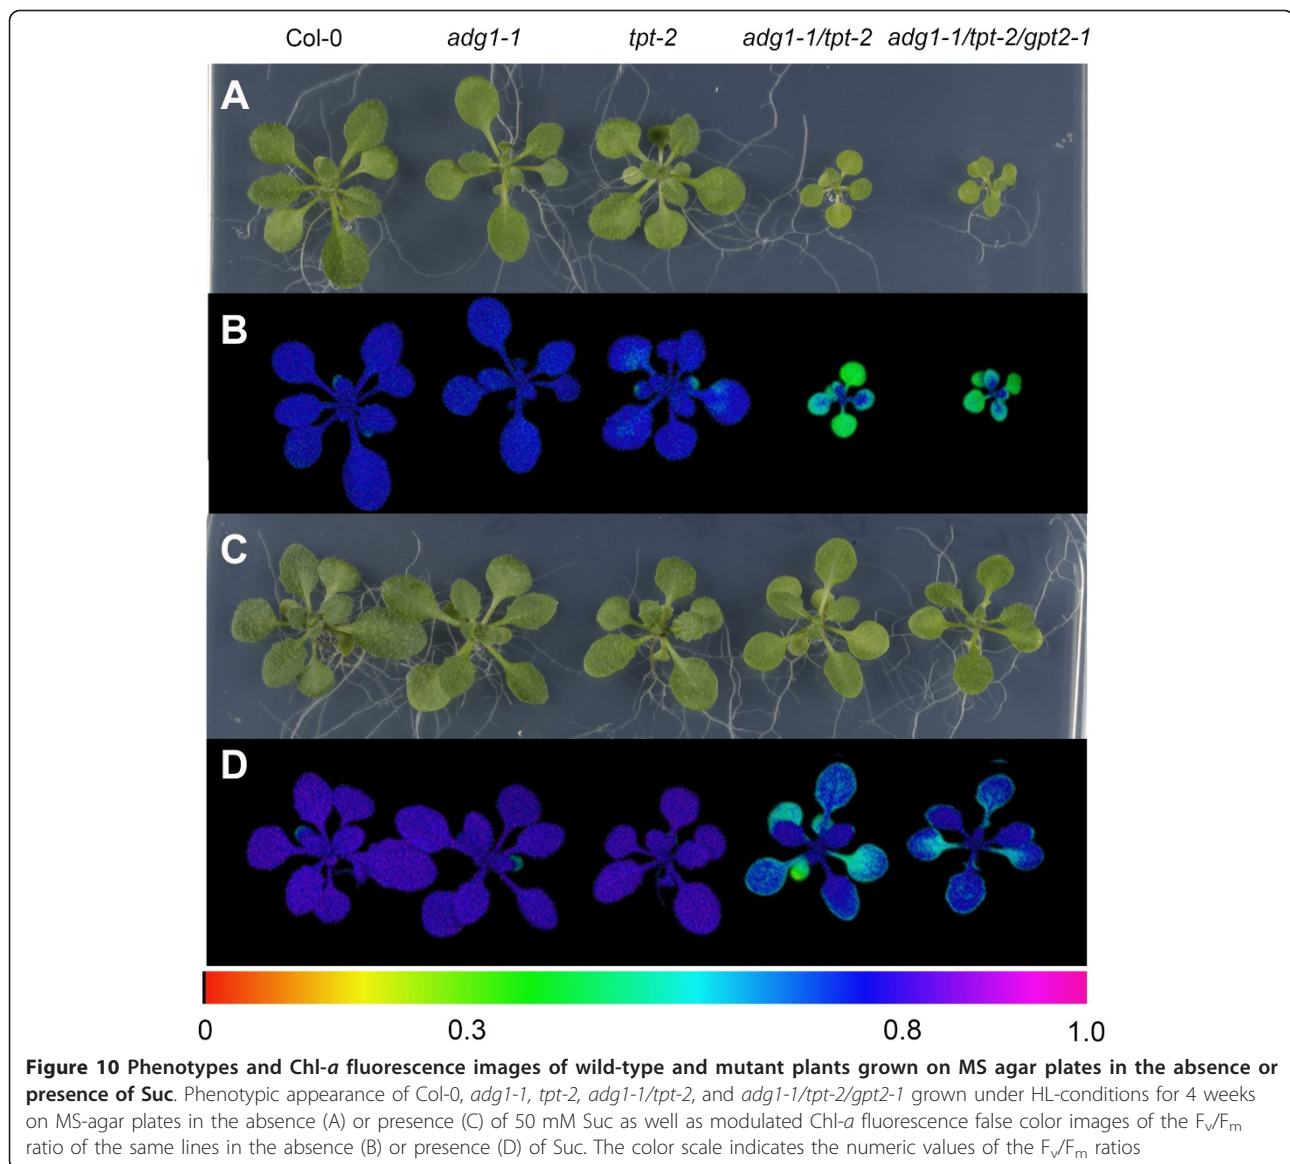 Col-0 adg1-1 tpt-2 adg1-1/tpt-2 adg1-1/tpt-2/gpt2-1
A
B
C
D
0 0.3 0.8 1.0
Figure 10 Phenotypes and Chl-a fluorescence images of wild-type and mutant plants grown on MS agar plates in the absence or
presence of Suc. Phenotypic appearance of Col-0, adg1-1, tpt-2, adg1-1/tpt-2, and adg1-1/tpt-2/gpt2-1 grown under HL-conditions for 4 weeks
on MS-agar plates in the absence (A) or presence (C) of 50 mM Suc as well as modulated Chl-a fluorescence false color images of the Fv/Fm
ratio of the same lines in the absence (B) or presence (D) of Suc. The color scale indicates the numeric values of the Fv/Fm ratios